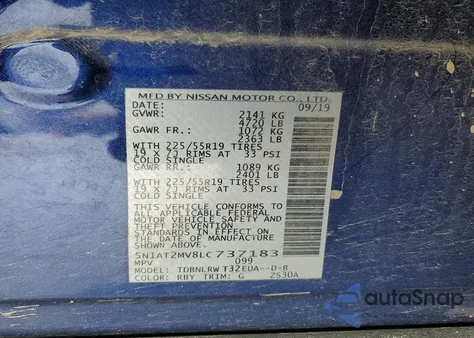 MFD BY NISSAN MOTOR CO., LTD.
DATE: 09/19
GVWR: 2141 KG
4720 LB
GAWR FR.: 1072 KG
2363 LB
WITH 225/55R19 TIRES
19 X 7J RIMS AT 33 PSI
COLD SINGLE
GAWR RR.: 1089 KG
2401 LB
WITH 225/55R19 TIRES
19 X 7J RIMS AT 33 PSI
COLD SINGLE
THIS VEHICLE CONFORMS TO
ALL APPLICABLE FEDERAL
MOTOR VEHICLE SAFETY AND
THEFT PREVENTION
STANDARDS IN EFFECT ON
THE DATE OF MANUFACTURE
SHOWN ABOVE.
5N1AT2MV8LC737183
MPV 099
MODEL: TDBNLRW T32EUA--D-B
COLOR: RBY TRIM: G ZS30A
autoSnap